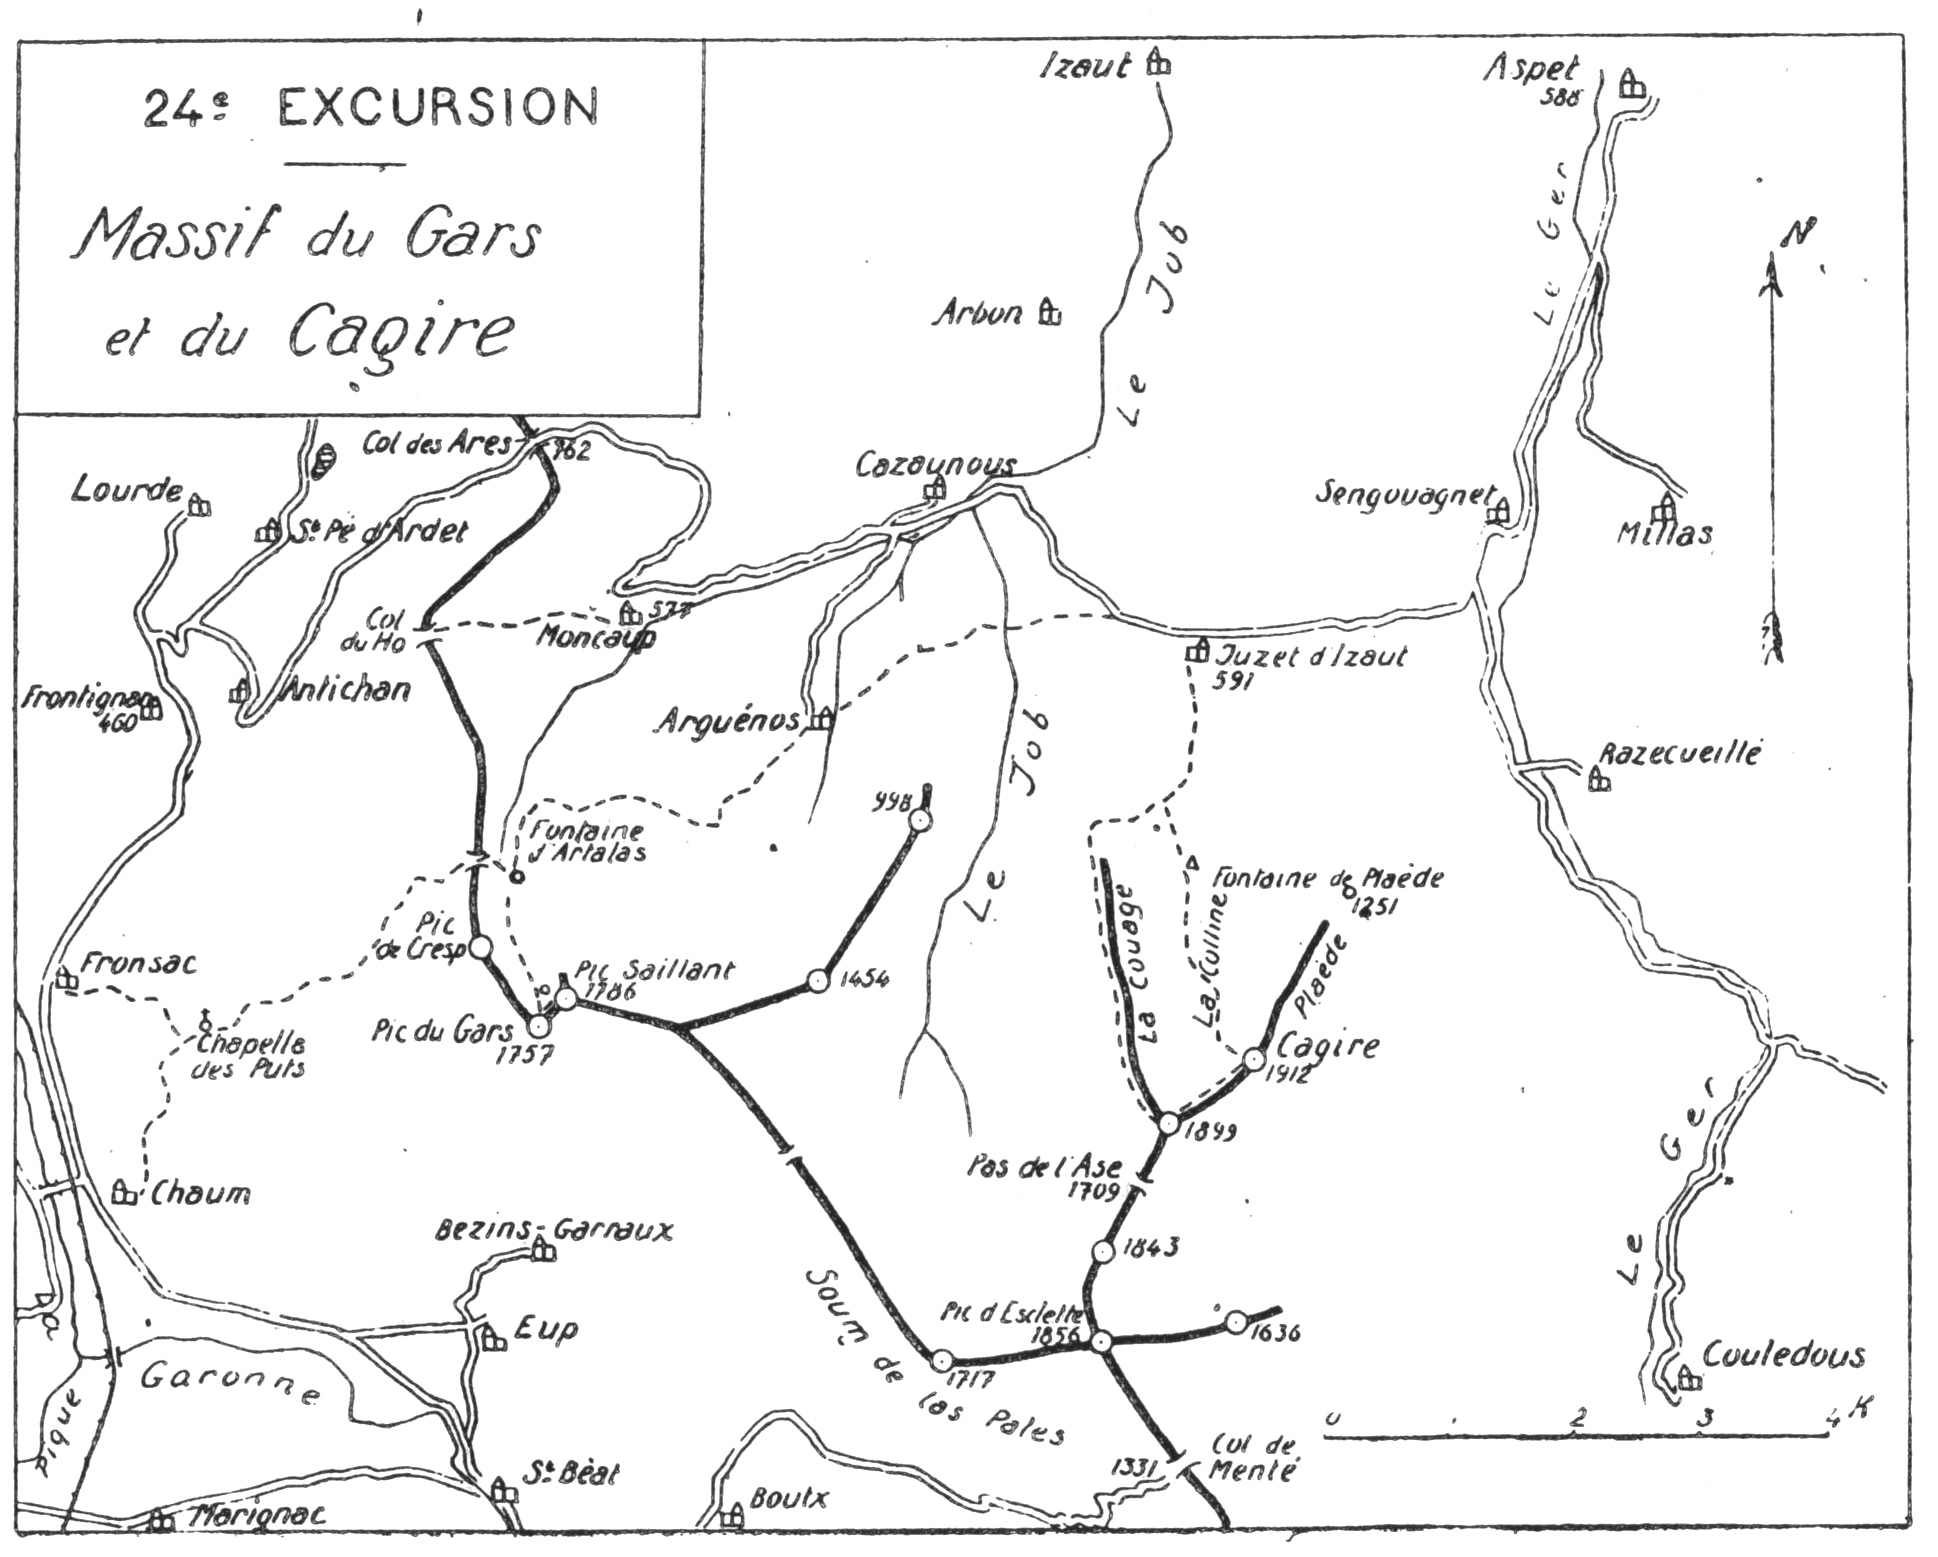 24e EXCURSION
Massif du Gars
et du Cagire
Izaut
Aspet
588
N
Le Ger
Le Job
Arbon
Col des Ares
762
Cazaunous
Lourde
St Pé d'Ardet
Sengouagnet
Millas
Col
du Ho
577
Moncaup
Juzet d'Izaut
591
Frontignan
460
Antichan
Arguénos
Le Job
Razecueillé
998
Fontaine
d'Artalas
Fontaine de Plaède
1251
La Couage
La Culline
Plaède
Pic
de Cresp
Fronsac
Pic Saillant
1786
1454
Pic du Gars
1757
Chapelle
des Puts
Cagire
1912
1899
Le Ger
Pas de l'Ase
1709
Chaum
Bezins-Garraux
1843
Soum de las Pales
Pic d'Esclette
1856
1636
Eup
La Pique
Garonne
1717
Couledous
0 2 3 4 K
Col de
Menté
1331
St Béat
Boutx
Marignac